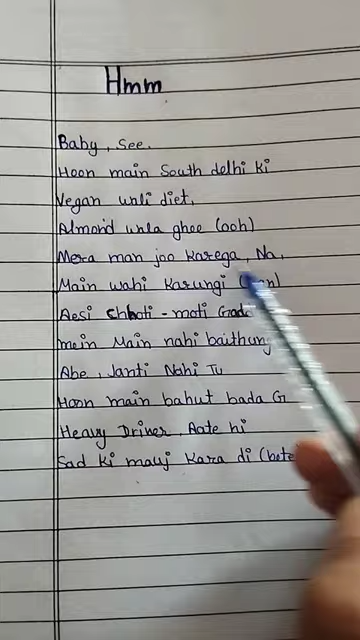 Hmm
Baby, See.
Hoon main South delhi ki
Vegan wali diet,
Almond wala ghee (ooh)
Mera man joo karega, Na,
Main wahi karungi
Aesi chhoti - moti
mein Main nahi
Abe, Janti Nahi Tu
Hoon main bahut bada G
Heavy Driver, Aate hi
Sad ki mauj kara di